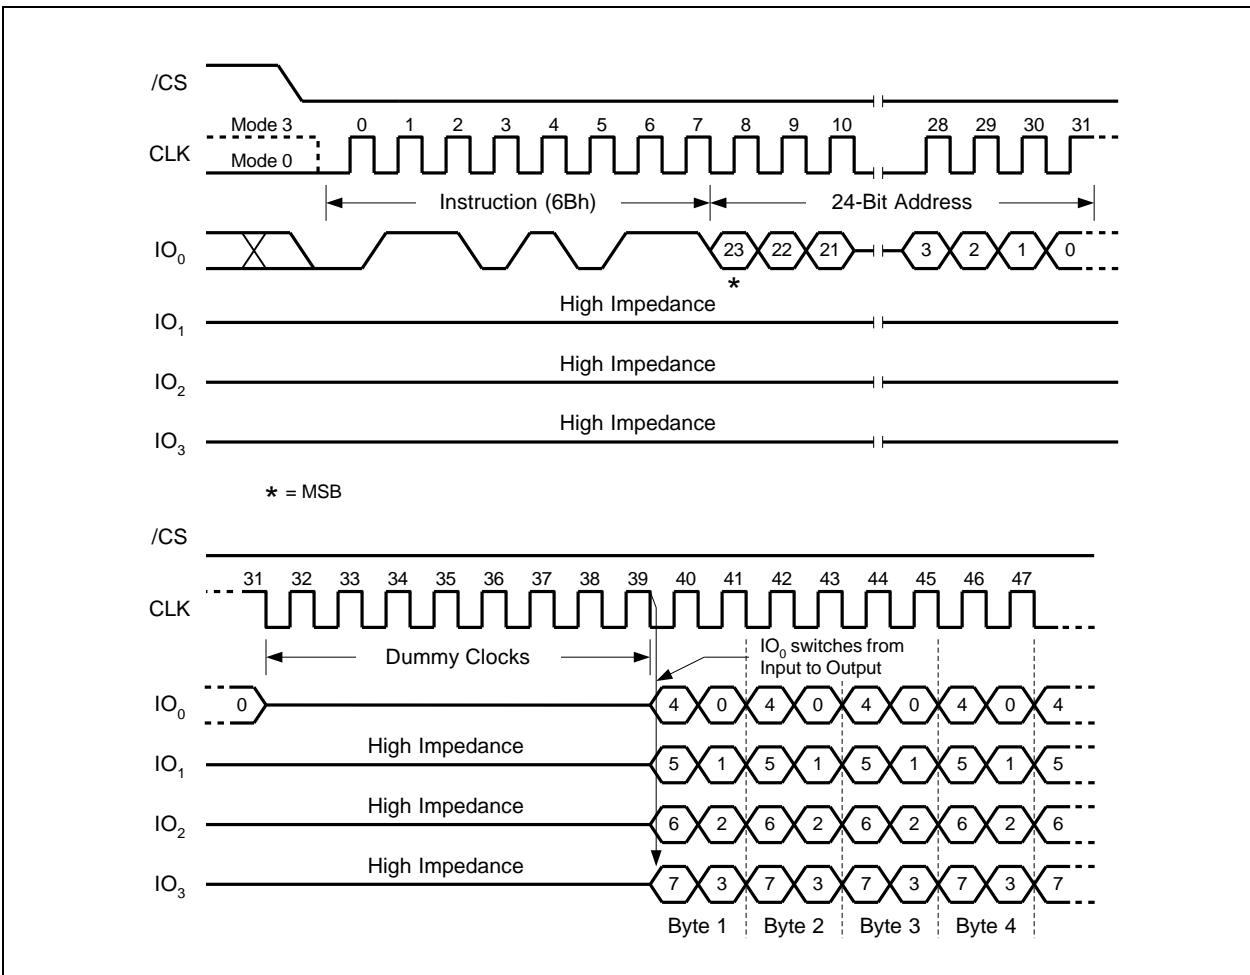 /CS
Mode 3 0 1 2 3 4 5 6 7 8 9 10 28 29 30 31
CLK
Mode 0
Instruction (6Bh) 24-Bit Address
IO0 23 22 21 3 2 1 0
*
High Impedance
IO1
High Impedance
IO2
High Impedance
IO3
* = MSB
/CS
31 32 33 34 35 36 37 38 39 40 41 42 43 44 45 46 47
CLK
Dummy Clocks
IO0 switches from
Input to Output
IO0 0 4 0 4 0 4 0 4 0 4
High Impedance
IO1 5 1 5 1 5 1 5 1 5
High Impedance
IO2 6 2 6 2 6 2 6 2 6
High Impedance
IO3 7 3 7 3 7 3 7 3 7
Byte 1 Byte 2 Byte 3 Byte 4